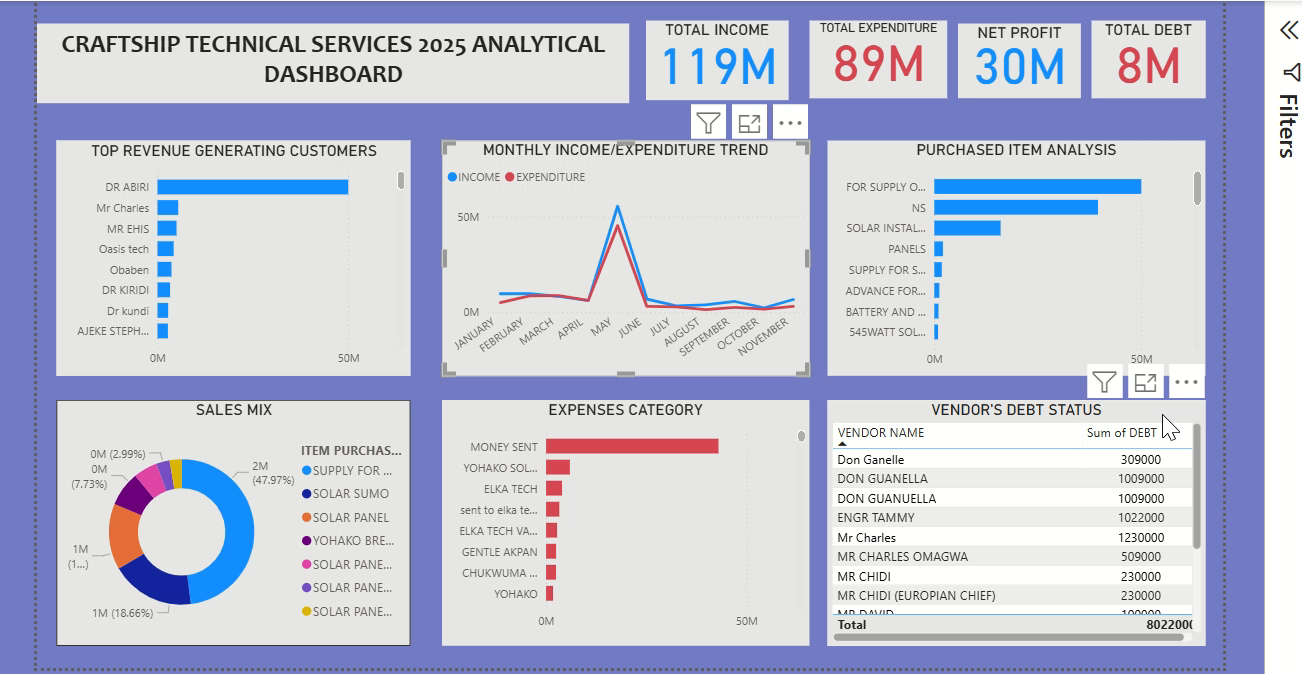 CRAFTSHIP TECHNICAL SERVICES 2025 ANALYTICAL
DASHBOARD
TOTAL INCOME
119M
TOTAL EXPENDITURE
89M
NET PROFIT
30M
TOTAL DEBT
8M
Filters
TOP REVENUE GENERATING CUSTOMERS
DR ABIRI
Mr Charles
MR EHIS
Oasis tech
Obaben
DR KIRIDI
Dr kundi
AJEKE STEPH...
0M
50M
MONTHLY INCOME/EXPENDITURE TREND
INCOME
EXPENDITURE
50M
0M
JANUARY
FEBRUARY
MARCH
APRIL
MAY
JUNE
JULY
AUGUST
SEPTEMBER
OCTOBER
NOVEMBER
PURCHASED ITEM ANALYSIS
FOR SUPPLY O...
NS
SOLAR INSTAL...
PANELS
SUPPLY FOR S...
ADVANCE FOR...
BATTERY AND ...
545WATT SOL...
0M
50M
SALES MIX
0M (2.99%)
0M
(7.73%)
2M
(47.97%)
1M
(1...)
1M (18.66%)
ITEM PURCHAS...
SUPPLY FOR ...
SOLAR SUMO
SOLAR PANEL
YOHAKO BRE...
SOLAR PANE...
SOLAR PANE...
SOLAR PANE...
EXPENSES CATEGORY
MONEY SENT
YOHAKO SOL...
ELKA TECH
sent to elka te...
ELKA TECH VA...
GENTLE AKPAN
CHUKWUMA ...
YOHAKO
0M
50M
VENDOR'S DEBT STATUS
VENDOR NAME Sum of DEBT
Don Ganelle 309000
DON GUANELLA 1009000
DON GUANUELLA 1009000
ENGR TAMMY 1022000
Mr Charles 1230000
MR CHARLES OMAGWA 509000
MR CHIDI 230000
MR CHIDI (EUROPIAN CHIEF) 230000
MR DAVID 100000
Total 8022000